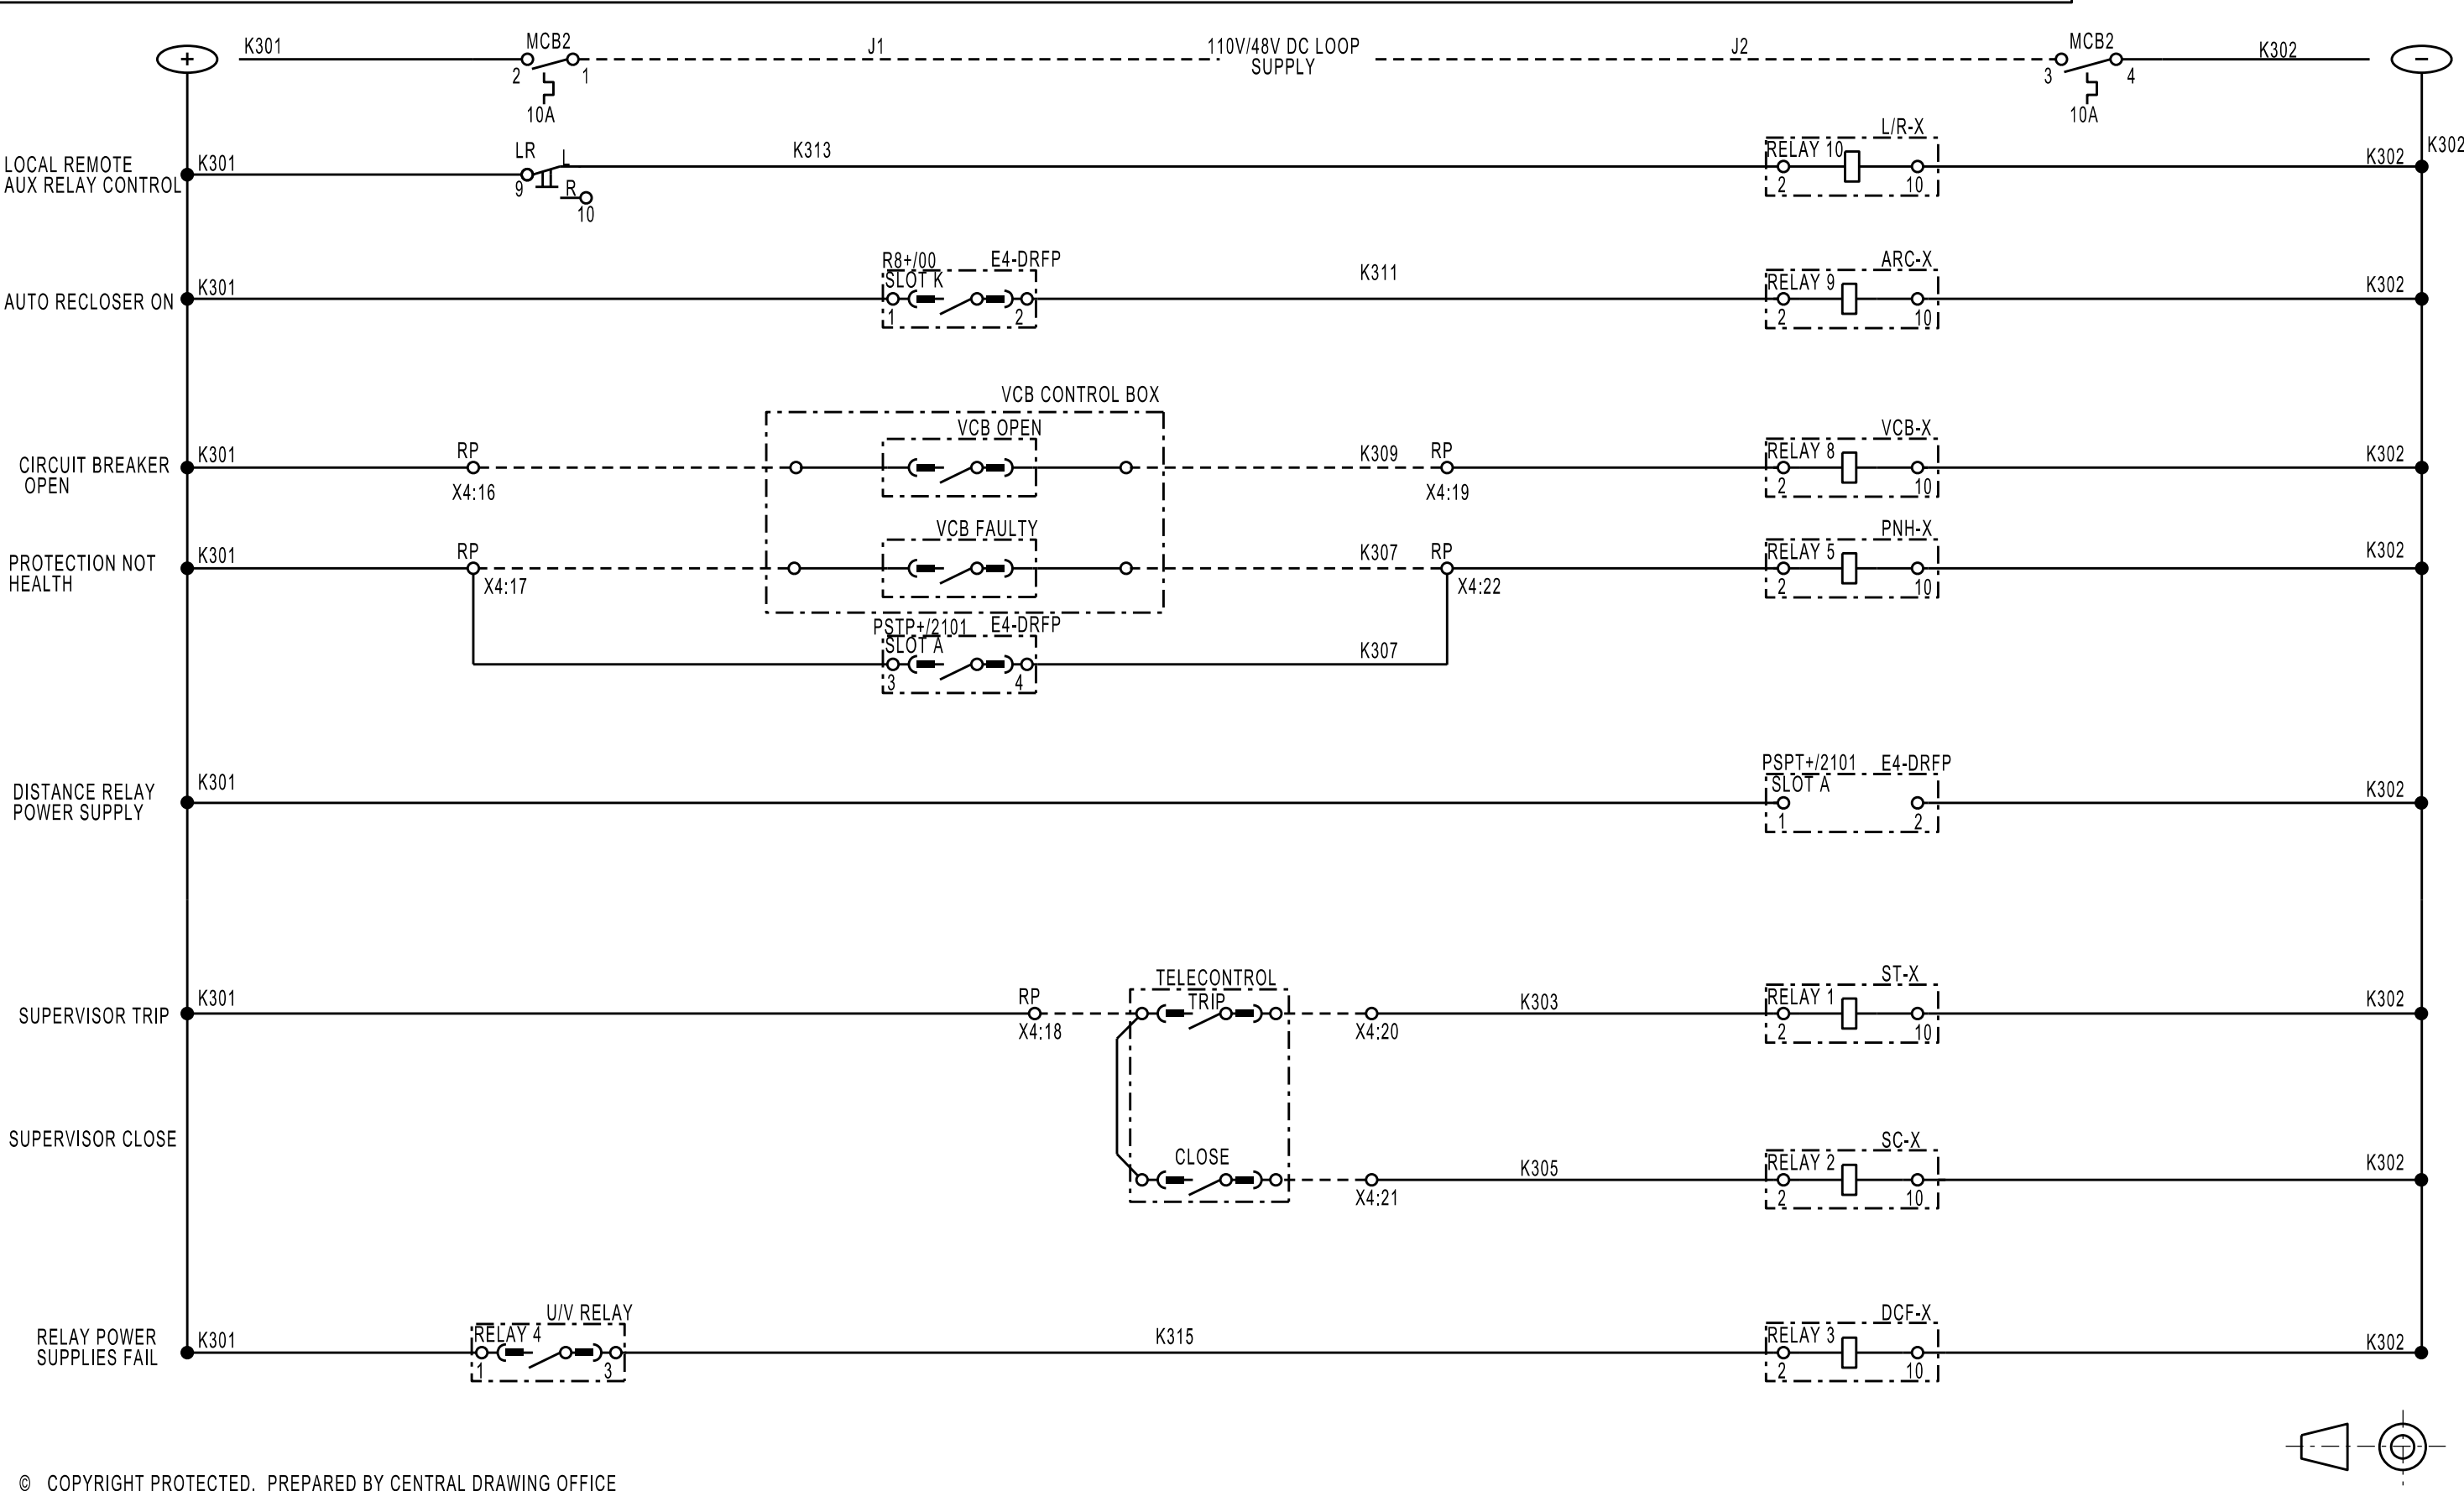 K301 MCB2 J1 110V/48V DC LOOP J2 MCB2 K302
+ SUPPLY −
2 1 3 4
10A 10A
LR L K313 L/R-X
LOCAL REMOTE K301 RELAY 10 K302 K302
AUX RELAY CONTROL 9 R 2 10
10
R8+/00 E4-DRFP K311 ARC-X
AUTO RECLOSER ON K301 SLOT K RELAY 9 K302
1 2 2 10
VCB CONTROL BOX
VCB OPEN VCB-X
CIRCUIT BREAKER K301 RP K309 RP RELAY 8 K302
OPEN X4:16 X4:19 2 10
VCB FAULTY PNH-X
PROTECTION NOT K301 RP K307 RP RELAY 5 K302
HEALTH X4:17 X4:22 2 10
PSTP+/2101 E4-DRFP
SLOT A K307
3 4
PSPT+/2101 E4-DRFP
DISTANCE RELAY K301 SLOT A K302
POWER SUPPLY 1 2
TELECONTROL ST-X
SUPERVISOR TRIP K301 RP TRIP K303 RELAY 1 K302
X4:18 X4:20 2 10
SUPERVISOR CLOSE CLOSE K305 SC-X
RELAY 2 K302
X4:21 2 10
U/V RELAY DCF-X
RELAY POWER K301 RELAY 4 K315 RELAY 3 K302
SUPPLIES FAIL 1 3 2 10
© COPYRIGHT PROTECTED. PREPARED BY CENTRAL DRAWING OFFICE